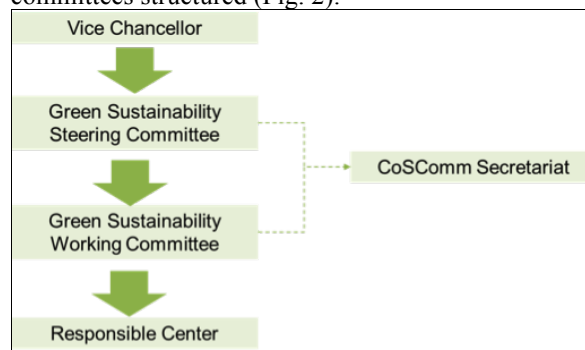 committees structured (Fig. 2).
Vice Chancellor
Green Sustainability
Steering Committee
CoSComm Secretariat
Green Sustainability
Working Committee
Responsible Center